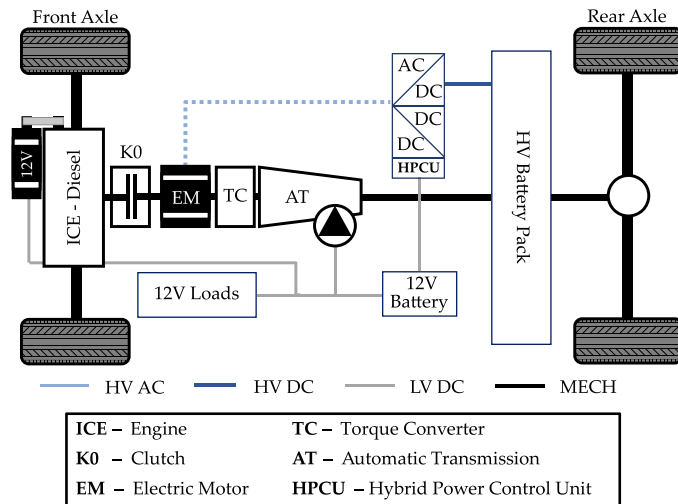 Front Axle
Rear Axle
12V
ICE - Diesel
K0
EM
TC
AT
AC
DC
DC
DC
HPCU
HV Battery Pack
12V Loads
12V
Battery
HV AC
HV DC
LV DC
MECH
ICE – Engine
TC – Torque Converter
K0 – Clutch
AT – Automatic Transmission
EM – Electric Motor
HPCU – Hybrid Power Control Unit